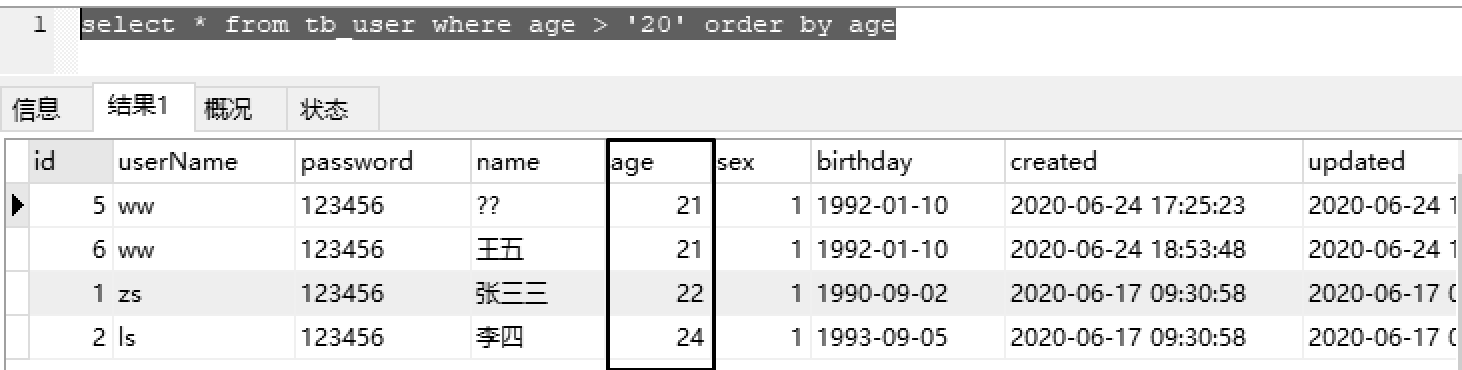 1 select * from tb_user where age > '20' order by age
信息 结果1 概况 状态
id userName password name age sex birthday created updated
5 ww 123456 ?? 21 1 1992-01-10 2020-06-24 17:25:23 2020-06-24 1
6 ww 123456 王五 21 1 1992-01-10 2020-06-24 18:53:48 2020-06-24 1
1 zs 123456 张三三 22 1 1990-09-02 2020-06-17 09:30:58 2020-06-17 0
2 ls 123456 李四 24 1 1993-09-05 2020-06-17 09:30:58 2020-06-17 0